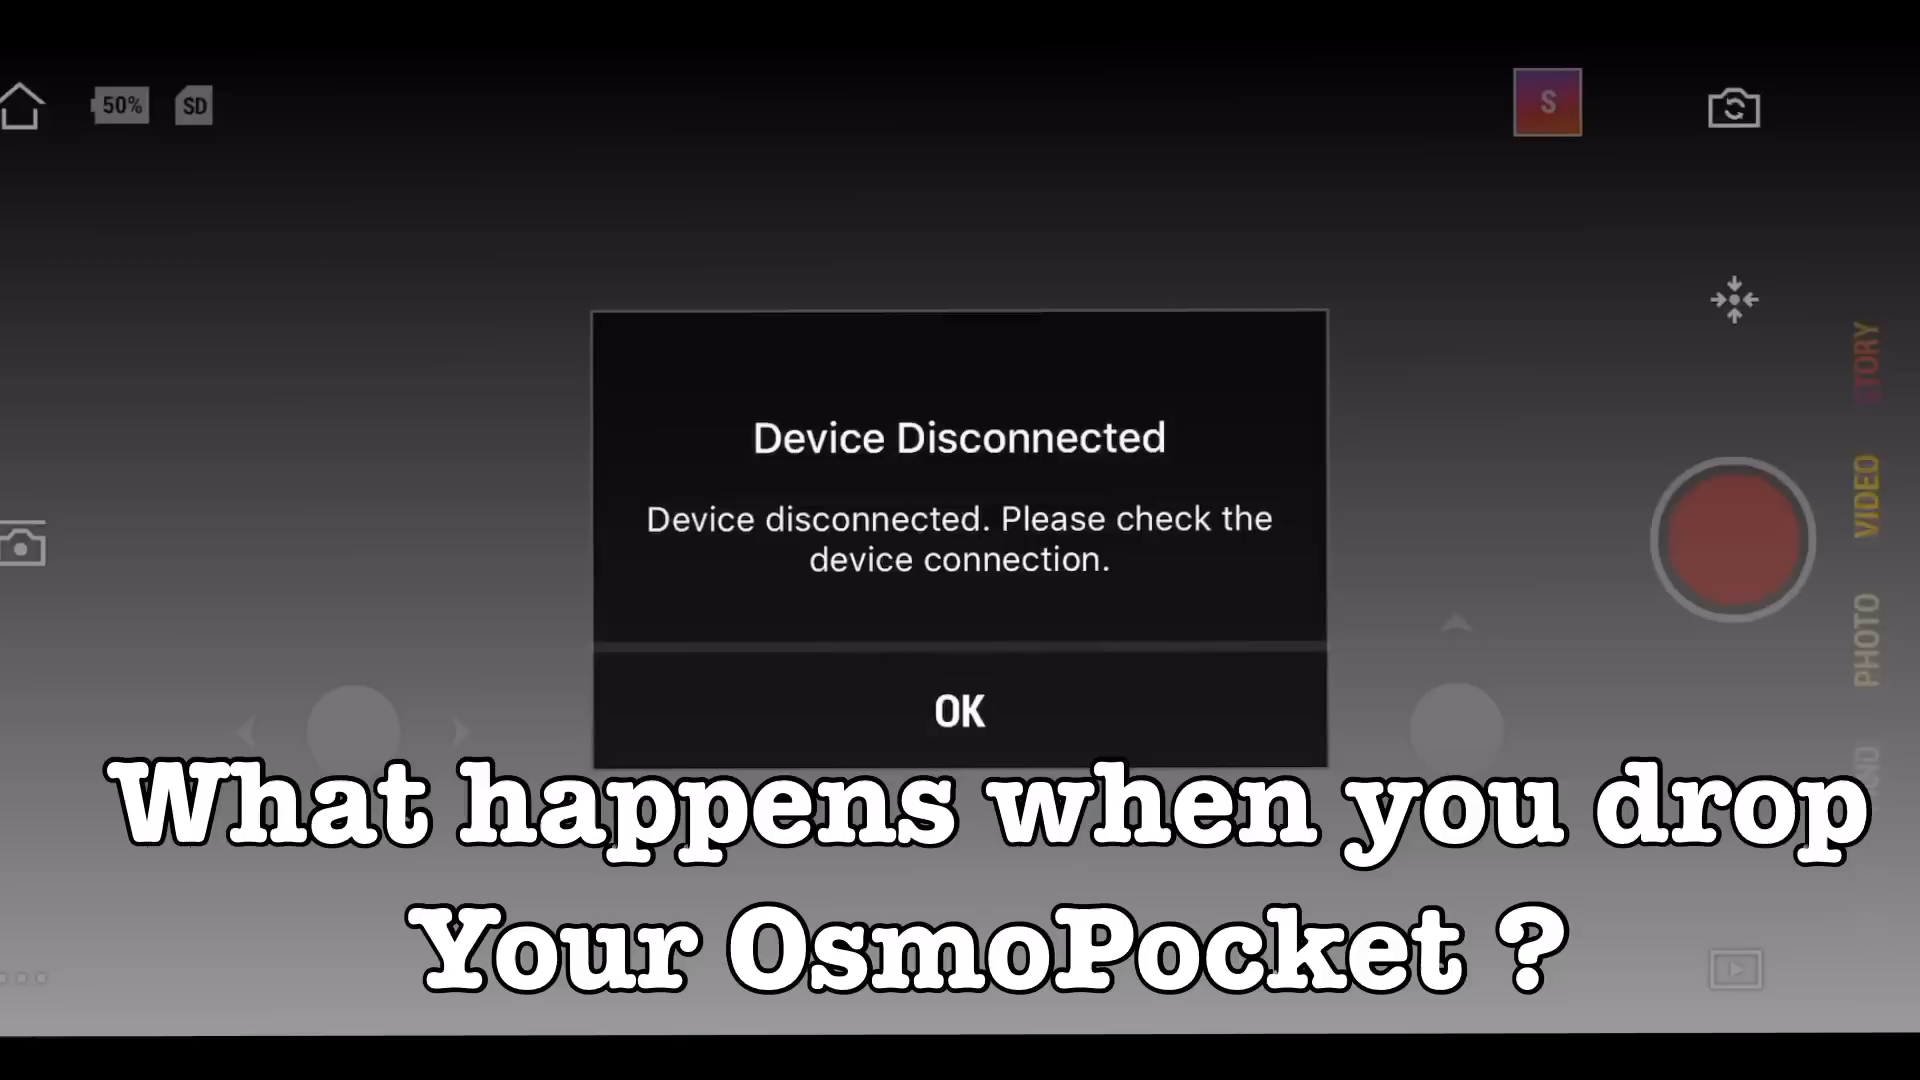 50%
SD
S
STORY
VIDEO
PHOTO
Device Disconnected
Device disconnected. Please check the
device connection.
OK
What happens when you drop
Your OsmoPocket ?